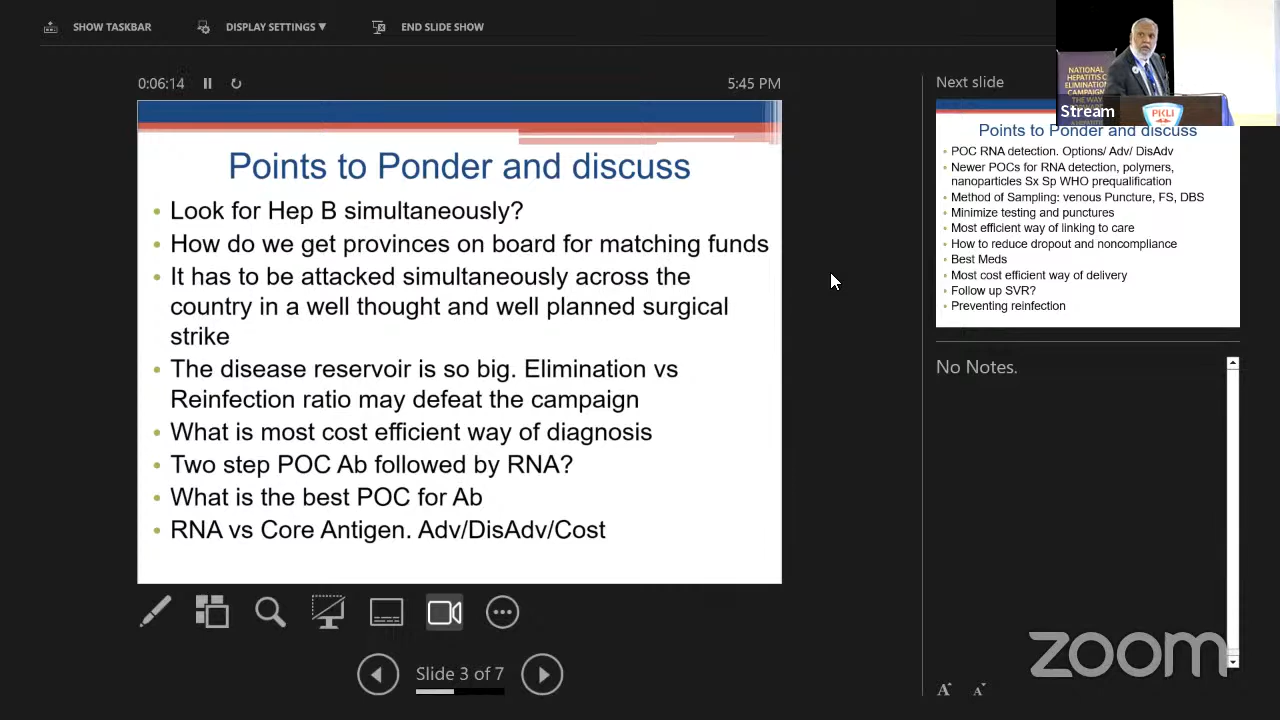 SHOW TASKBAR
DISPLAY SETTINGS ▼
END SLIDE SHOW
0:06:14
5:45 PM
Points to Ponder and discuss
• Look for Hep B simultaneously?
• How do we get provinces on board for matching funds
• It has to be attacked simultaneously across the
country in a well thought and well planned surgical
strike
• The disease reservoir is so big. Elimination vs
Reinfection ratio may defeat the campaign
• What is most cost efficient way of diagnosis
• Two step POC Ab followed by RNA?
• What is the best POC for Ab
• RNA vs Core Antigen. Adv/DisAdv/Cost
Slide 3 of 7
NATIONAL
HEPATITIS C
ELIMINATION
CAMPAIGN
THE WAY
Stream
PKLI
Next slide
Points to Ponder and discuss
• POC RNA detection. Options/ Adv/ DisAdv
• Newer POCs for RNA detection, polymers,
nanoparticles Sx Sp WHO prequalification
• Method of Sampling: venous Puncture, FS, DBS
• Minimize testing and punctures
• Most efficient way of linking to care
• How to reduce dropout and noncompliance
• Best Meds
• Most cost efficient way of delivery
• Follow up SVR?
• Preventing reinfection
No Notes.
A A
zoom